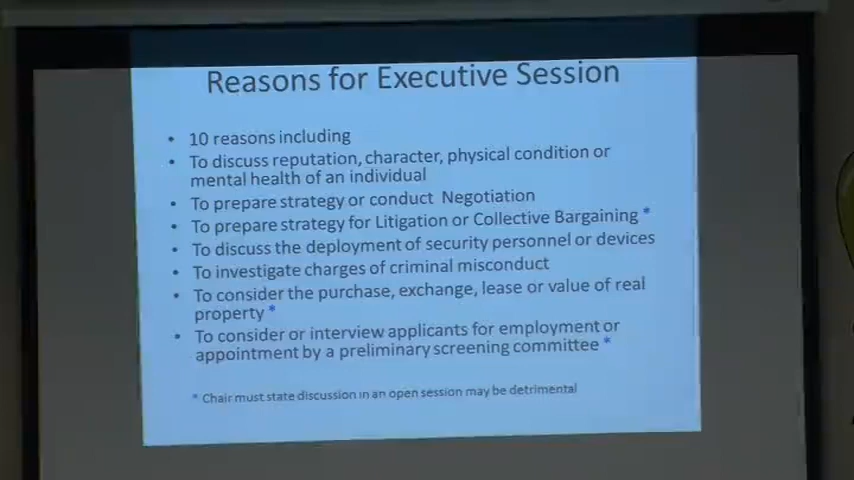 Reasons for Executive Session
• 10 reasons including
• To discuss reputation, character, physical condition or
mental health of an individual
• To prepare strategy or conduct Negotiation
• To prepare strategy for Litigation or Collective Bargaining *
• To discuss the deployment of security personnel or devices
• To investigate charges of criminal misconduct
• To consider the purchase, exchange, lease or value of real
property *
• To consider or interview applicants for employment or
appointment by a preliminary screening committee *
* Chair must state discussion in an open session may be detrimental